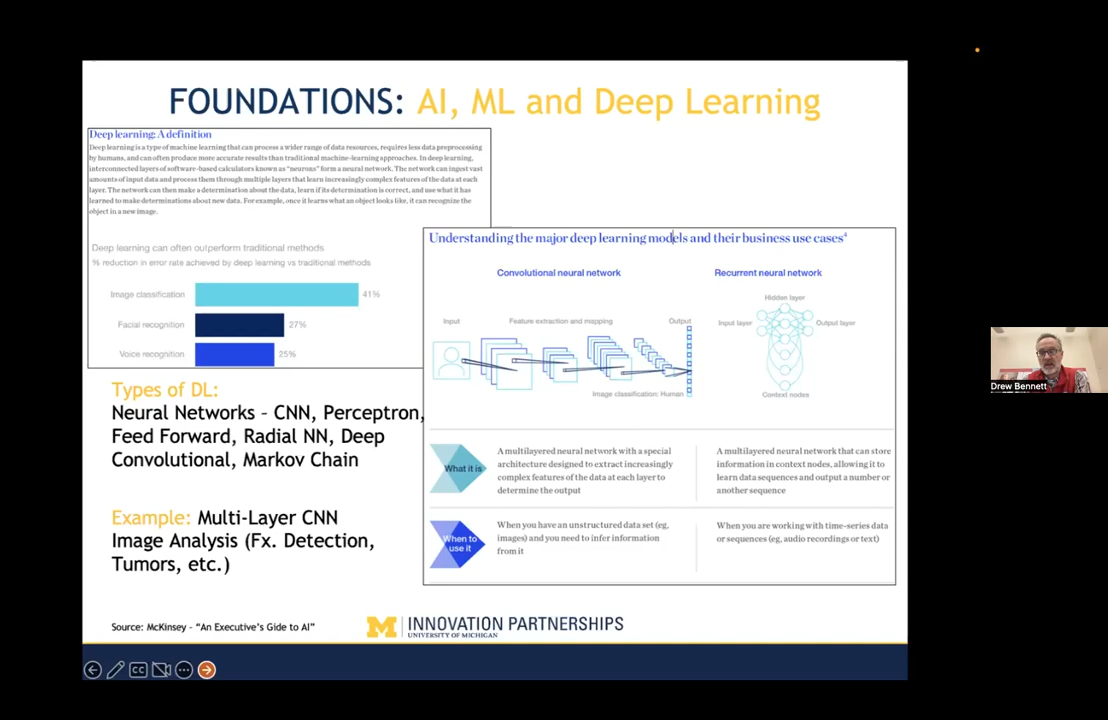 FOUNDATIONS: AI, ML and Deep Learning
Deep learning: A definition
Deep learning is a type of machine learning that can process a wider range of data resources, requires less data preprocessing
by humans, and can often produce more accurate results than traditional machine-learning approaches. In deep learning,
interconnected layers of software-based calculators known as "neurons" form a neural network. The network can ingest vast
amounts of input data and process them through multiple layers that learn increasingly complex features of the data at each
layer. The network can then make a determination about the data, learn if its determination is correct, and use what it has
learned to make determinations about new data. For example, once it learns what an object looks like, it can recognize the
object in a new image.
Deep learning can often outperform traditional methods
% reduction in error rate achieved by deep learning vs traditional methods
Image classification 41%
Facial recognition 27%
Voice recognition 25%
Understanding the major deep learning models and their business use cases4
Convolutional neural network
Recurrent neural network
Input
Feature extraction and mapping
Output
Image classification: Human
Hidden layer
Input layer
Output layer
Context nodes
What it is
A multilayered neural network with a special
architecture designed to extract increasingly
complex features of the data at each layer to
determine the output
A multilayered neural network that can store
information in context nodes, allowing it to
learn data sequences and output a number or
another sequence
When to
use it
When you have an unstructured data set (eg,
images) and you need to infer information
from it
When you are working with time-series data
or sequences (eg, audio recordings or text)
Types of DL:
Neural Networks – CNN, Perceptron,
Feed Forward, Radial NN, Deep
Convolutional, Markov Chain
Example: Multi-Layer CNN
Image Analysis (Fx. Detection,
Tumors, etc.)
Source: McKinsey – "An Executive's Gide to AI"
M INNOVATION PARTNERSHIPS
UNIVERSITY OF MICHIGAN
CC
Drew Bennett